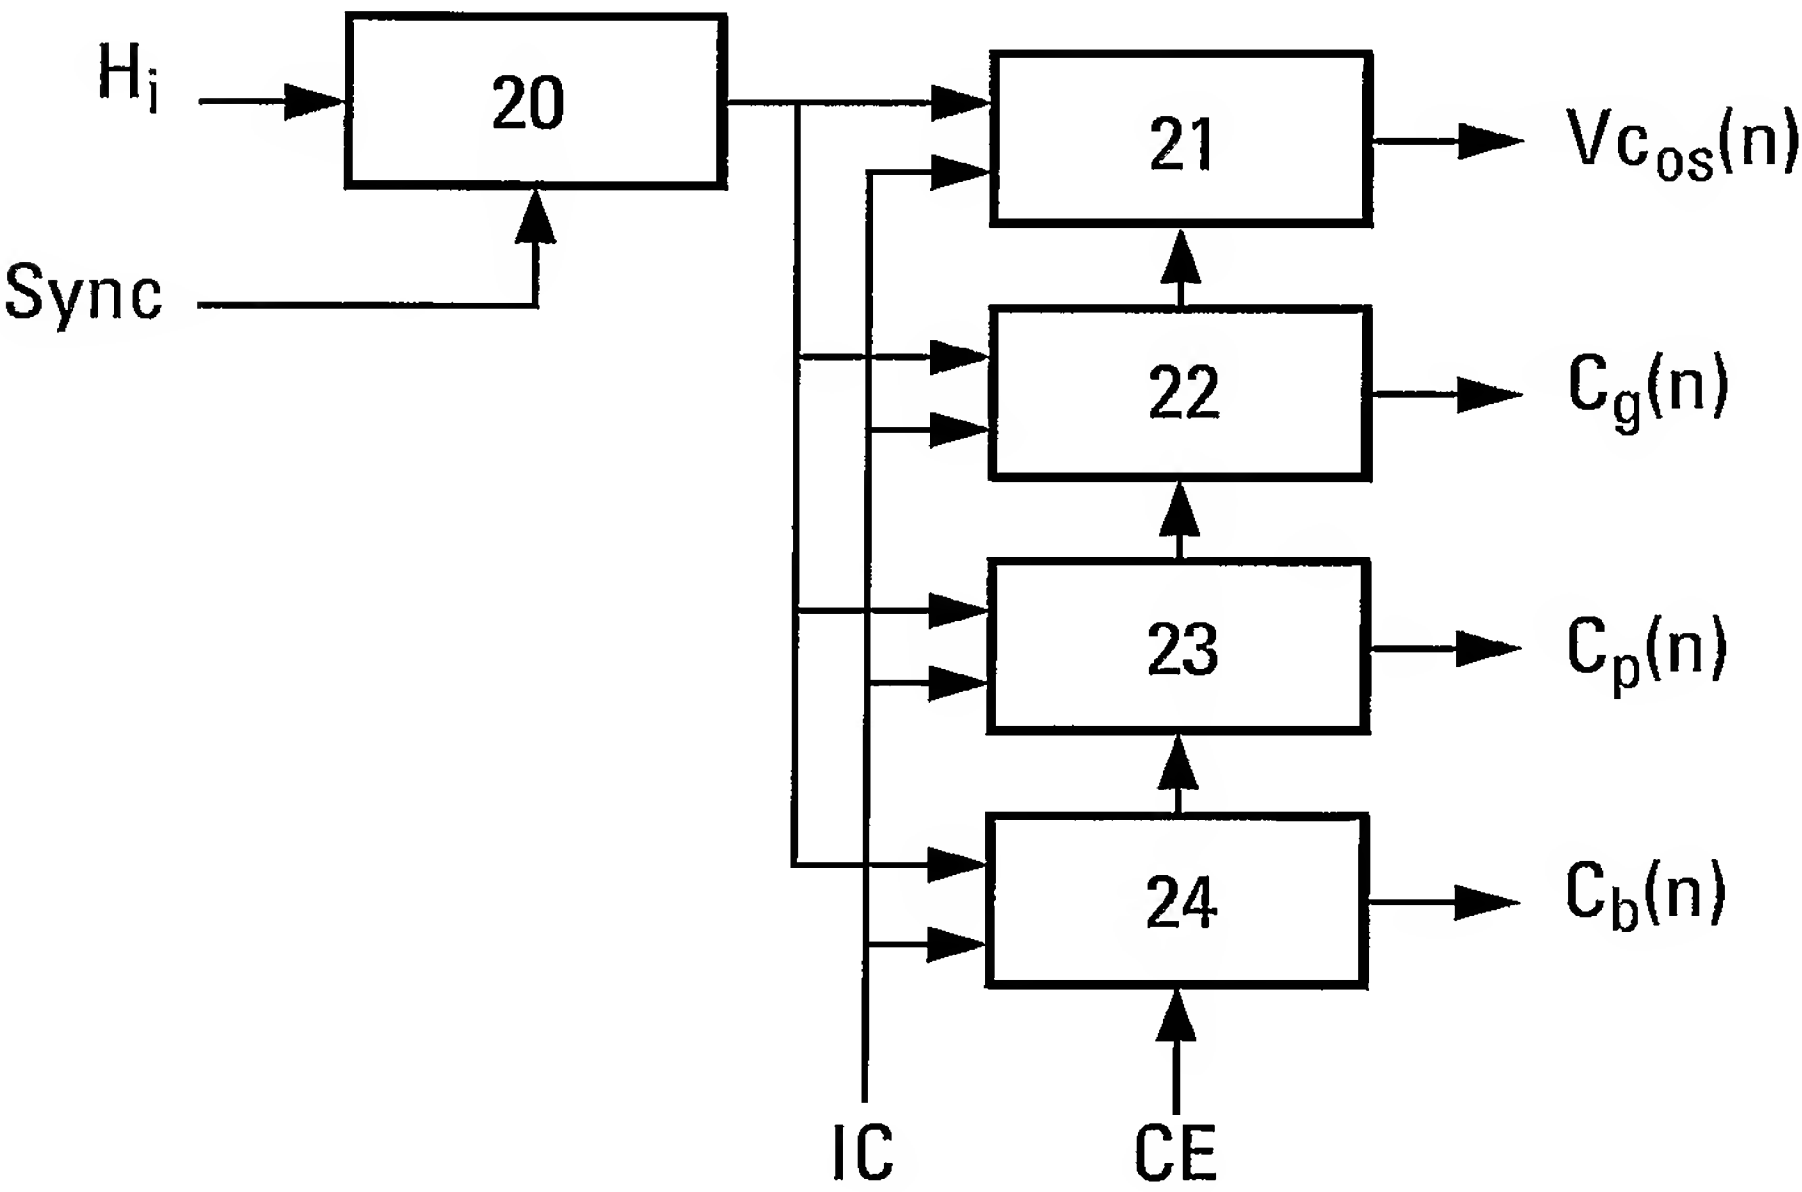 Hi
20
21
Vcos(n)
Sync
22
Cg(n)
23
Cp(n)
24
Cb(n)
IC
CE